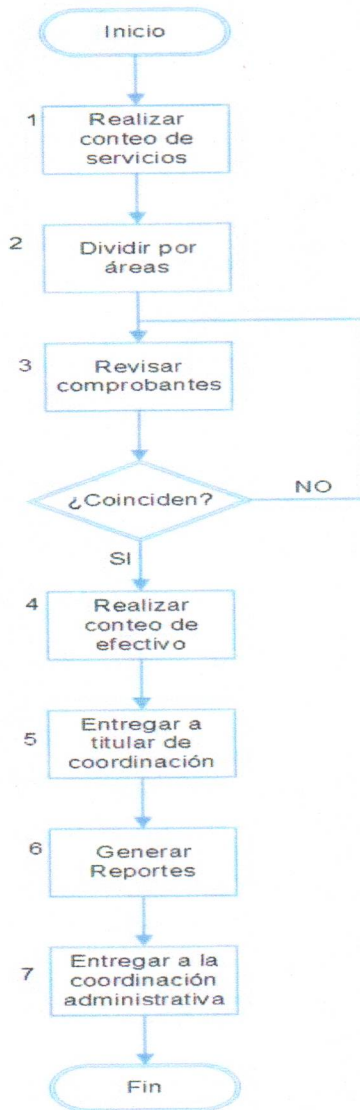 Inicio
1
Realizar
conteo de
servicios
2
Dividir por
áreas
3
Revisar
comprobantes
¿Coinciden?
NO
SI
4
Realizar
conteo de
efectivo
5
Entregar a
titular de
coordinación
6
Generar
Reportes
7
Entregar a la
coordinación
administrativa
Fin